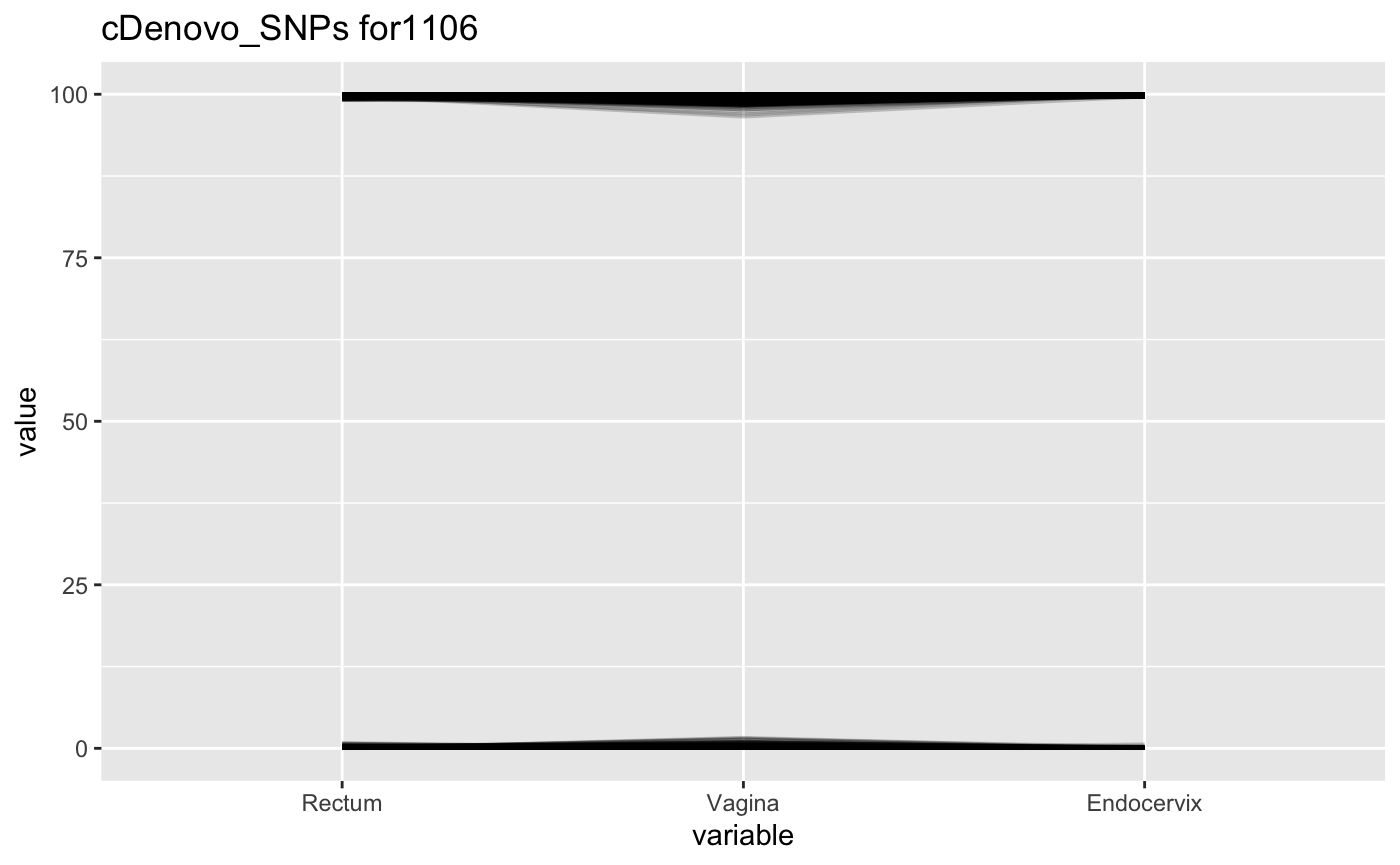 cDenovo_SNPs for1106
100
75
50
25
0
value
Rectum
Vagina
Endocervix
variable